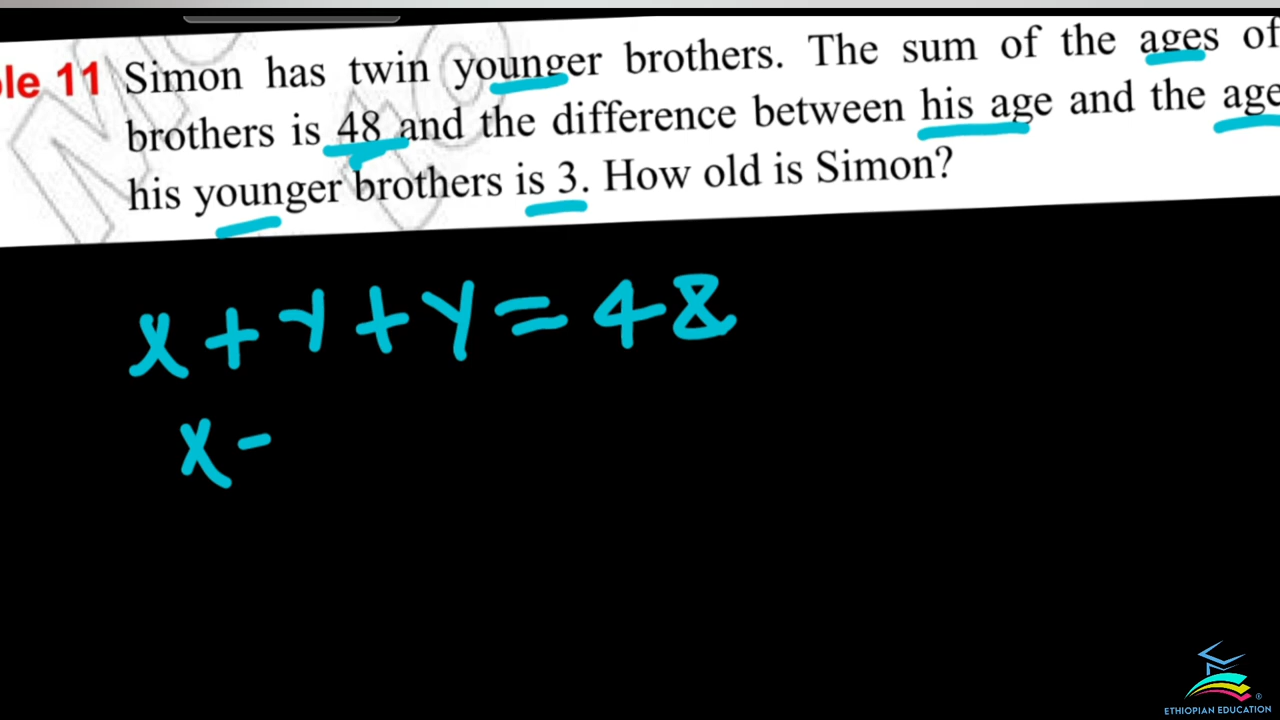 le 11 Simon has twin younger brothers. The sum of the ages of
brothers is 48 and the difference between his age and the age
his younger brothers is 3. How old is Simon?
x + y + y = 48
x -
ETHIOPIAN EDUCATION